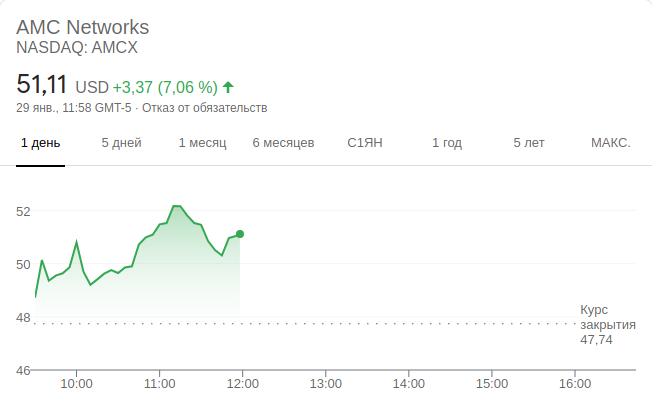 AMC Networks
NASDAQ: AMCX
51,11 USD +3,37 (7,06 %)
29 янв., 11:58 GMT-5 · Отказ от обязательств
1 день 5 дней 1 месяц 6 месяцев С1ЯН 1 год 5 лет МАКС.
52
50
48
46
Курс
закрытия
47,74
10:00 11:00 12:00 13:00 14:00 15:00 16:00